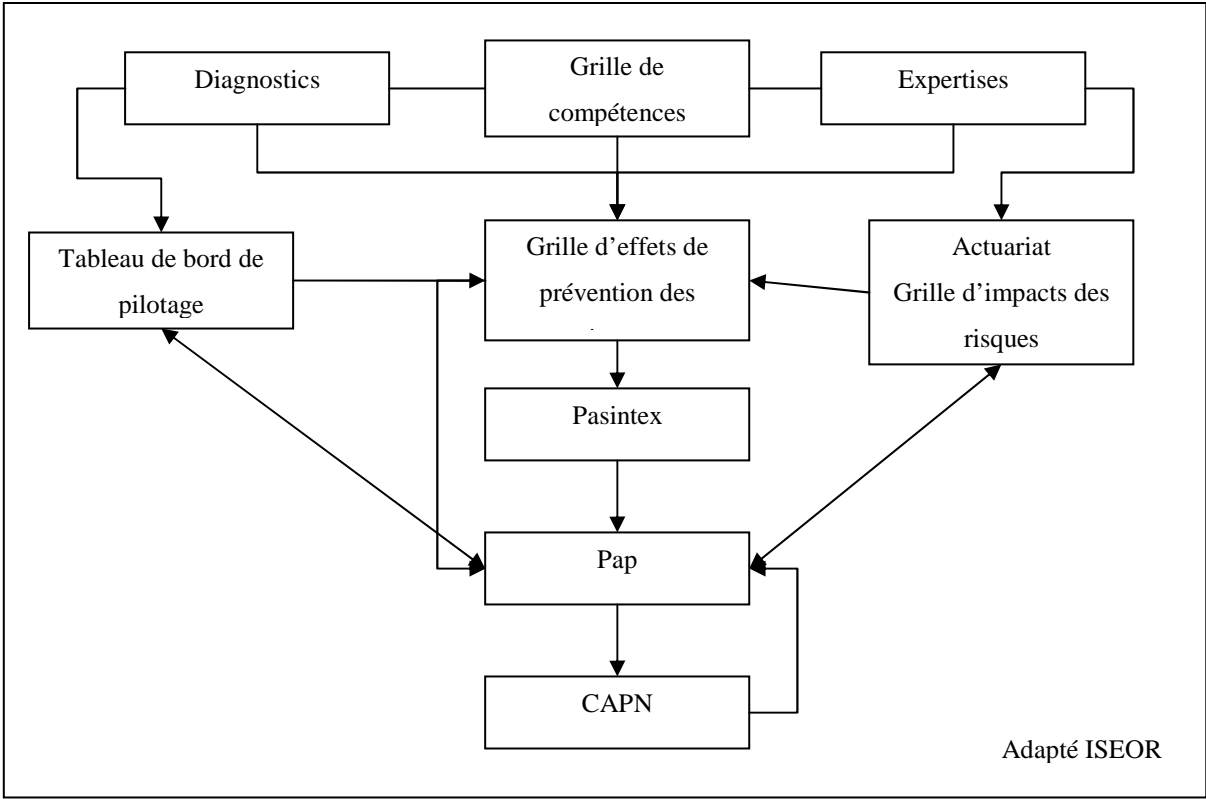 Diagnostics
Grille de
compétences
Expertises
Tableau de bord de
pilotage
Grille d’effets de
prévention des
Actuariat
Grille d’impacts des
risques
Pasintex
Pap
CAPN
Adapté ISEOR